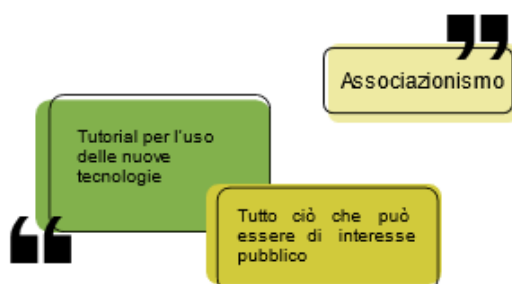 Associazionismo
Tutorial per l'uso
delle nuove
tecnologie
Tutto ciò che può
essere di interesse
pubblico